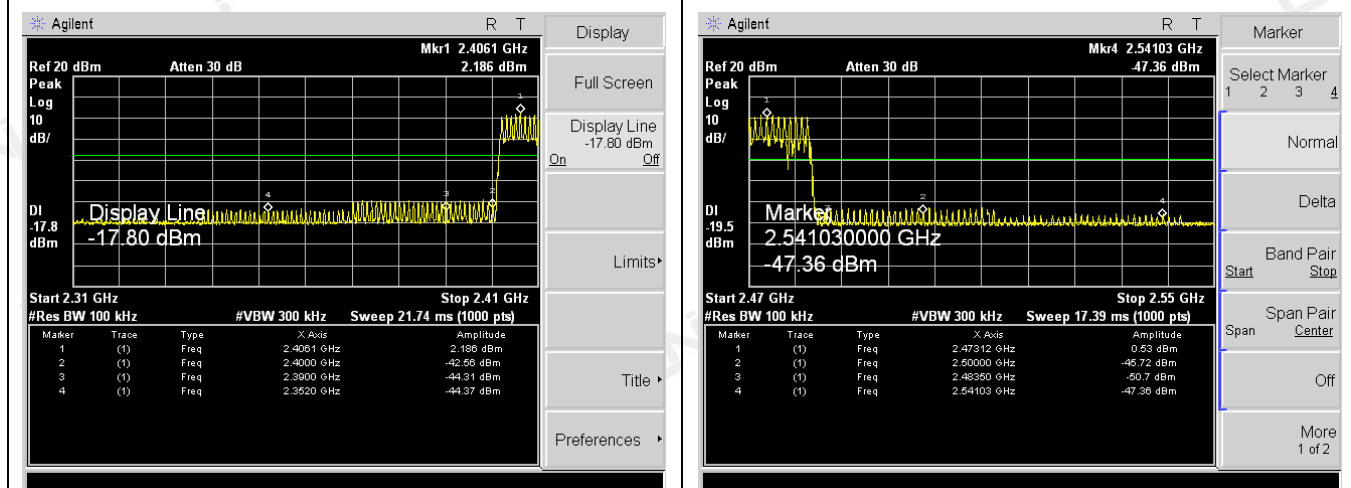 Agilent R T
Mkr1 2.4061 GHz
Ref 20 dBm Atten 30 dB 2.186 dBm
Peak
Log
10
dB/
1
4
3
2
DI
-17.8
dBm
Display Line
-17.80 dBm
Start 2.31 GHz Stop 2.41 GHz
#Res BW 100 kHz #VBW 300 kHz Sweep 21.74 ms (1000 pts)
Marker Trace Type X Axis Amplitude
1 (1) Freq 2.4061 GHz 2.186 dBm
2 (1) Freq 2.4000 GHz -42.56 dBm
3 (1) Freq 2.3900 GHz -44.31 dBm
4 (1) Freq 2.3520 GHz -44.37 dBm
Display
Full Screen
Display Line
-17.80 dBm
On Off
Limits
Title
Preferences
Agilent R T
Mkr4 2.54103 GHz
Ref 20 dBm Atten 30 dB -47.36 dBm
Peak
Log
10
dB/
1
2
4
DI
-19.5
dBm
Marker
2.541030000 GHz
-47.36 dBm
Start 2.47 GHz Stop 2.55 GHz
#Res BW 100 kHz #VBW 300 kHz Sweep 17.39 ms (1000 pts)
Marker Trace Type X Axis Amplitude
1 (1) Freq 2.47312 GHz 0.53 dBm
2 (1) Freq 2.50000 GHz -45.72 dBm
3 (1) Freq 2.48350 GHz -50.7 dBm
4 (1) Freq 2.54103 GHz -47.36 dBm
Marker
Select Marker
1 2 3 4
Normal
Delta
Band Pair
Start Stop
Span Pair
Span Center
Off
More
1 of 2